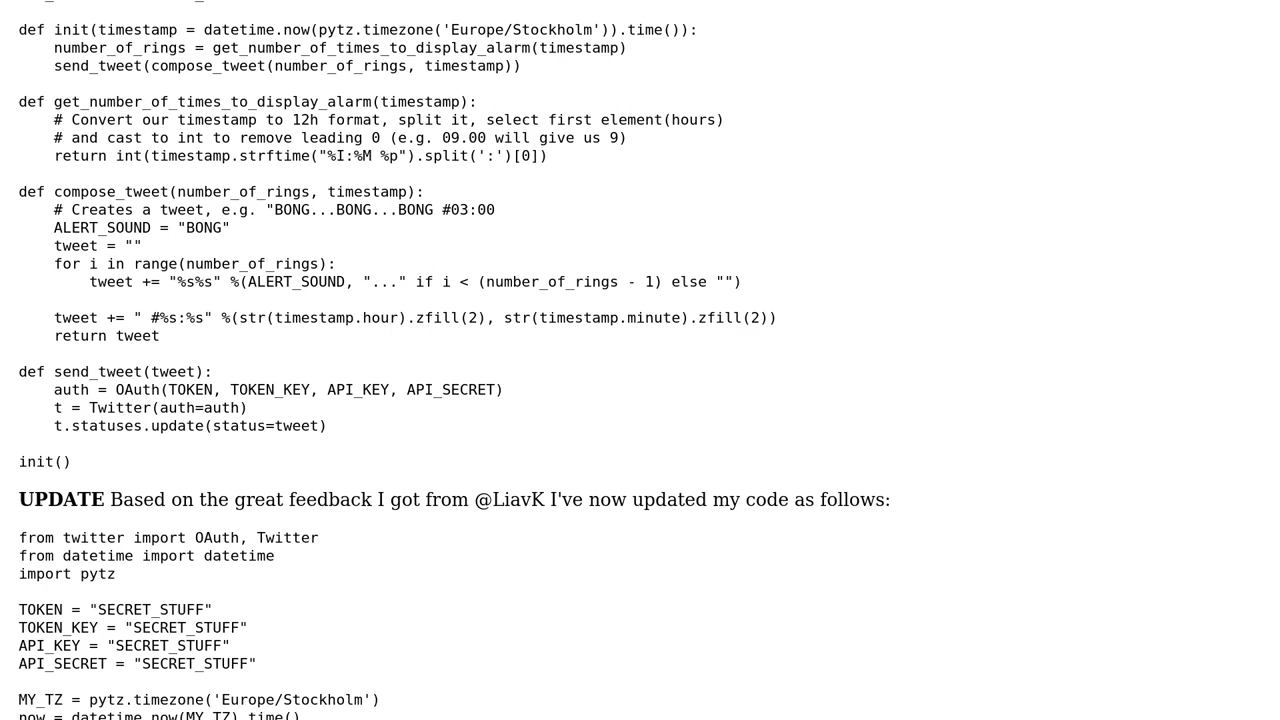 def init(timestamp = datetime.now(pytz.timezone('Europe/Stockholm')).time()):
    number_of_rings = get_number_of_times_to_display_alarm(timestamp)
    send_tweet(compose_tweet(number_of_rings, timestamp))

def get_number_of_times_to_display_alarm(timestamp):
    # Convert our timestamp to 12h format, split it, select first element(hours)
    # and cast to int to remove leading 0 (e.g. 09.00 will give us 9)
    return int(timestamp.strftime("%I:%M %p").split(':')[0])

def compose_tweet(number_of_rings, timestamp):
    # Creates a tweet, e.g. "BONG...BONG...BONG #03:00
    ALERT_SOUND = "BONG"
    tweet = ""
    for i in range(number_of_rings):
        tweet += "%s%s" %(ALERT_SOUND, "..." if i < (number_of_rings - 1) else "")

    tweet += " #%s:%s" %(str(timestamp.hour).zfill(2), str(timestamp.minute).zfill(2))
    return tweet

def send_tweet(tweet):
    auth = OAuth(TOKEN, TOKEN_KEY, API_KEY, API_SECRET)
    t = Twitter(auth=auth)
    t.statuses.update(status=tweet)

init()

UPDATE Based on the great feedback I got from @LiavK I've now updated my code as follows:

from twitter import OAuth, Twitter
from datetime import datetime
import pytz

TOKEN = "SECRET_STUFF"
TOKEN_KEY = "SECRET_STUFF"
API_KEY = "SECRET_STUFF"
API_SECRET = "SECRET_STUFF"

MY_TZ = pytz.timezone('Europe/Stockholm')
now = datetime.now(MY_TZ).time()